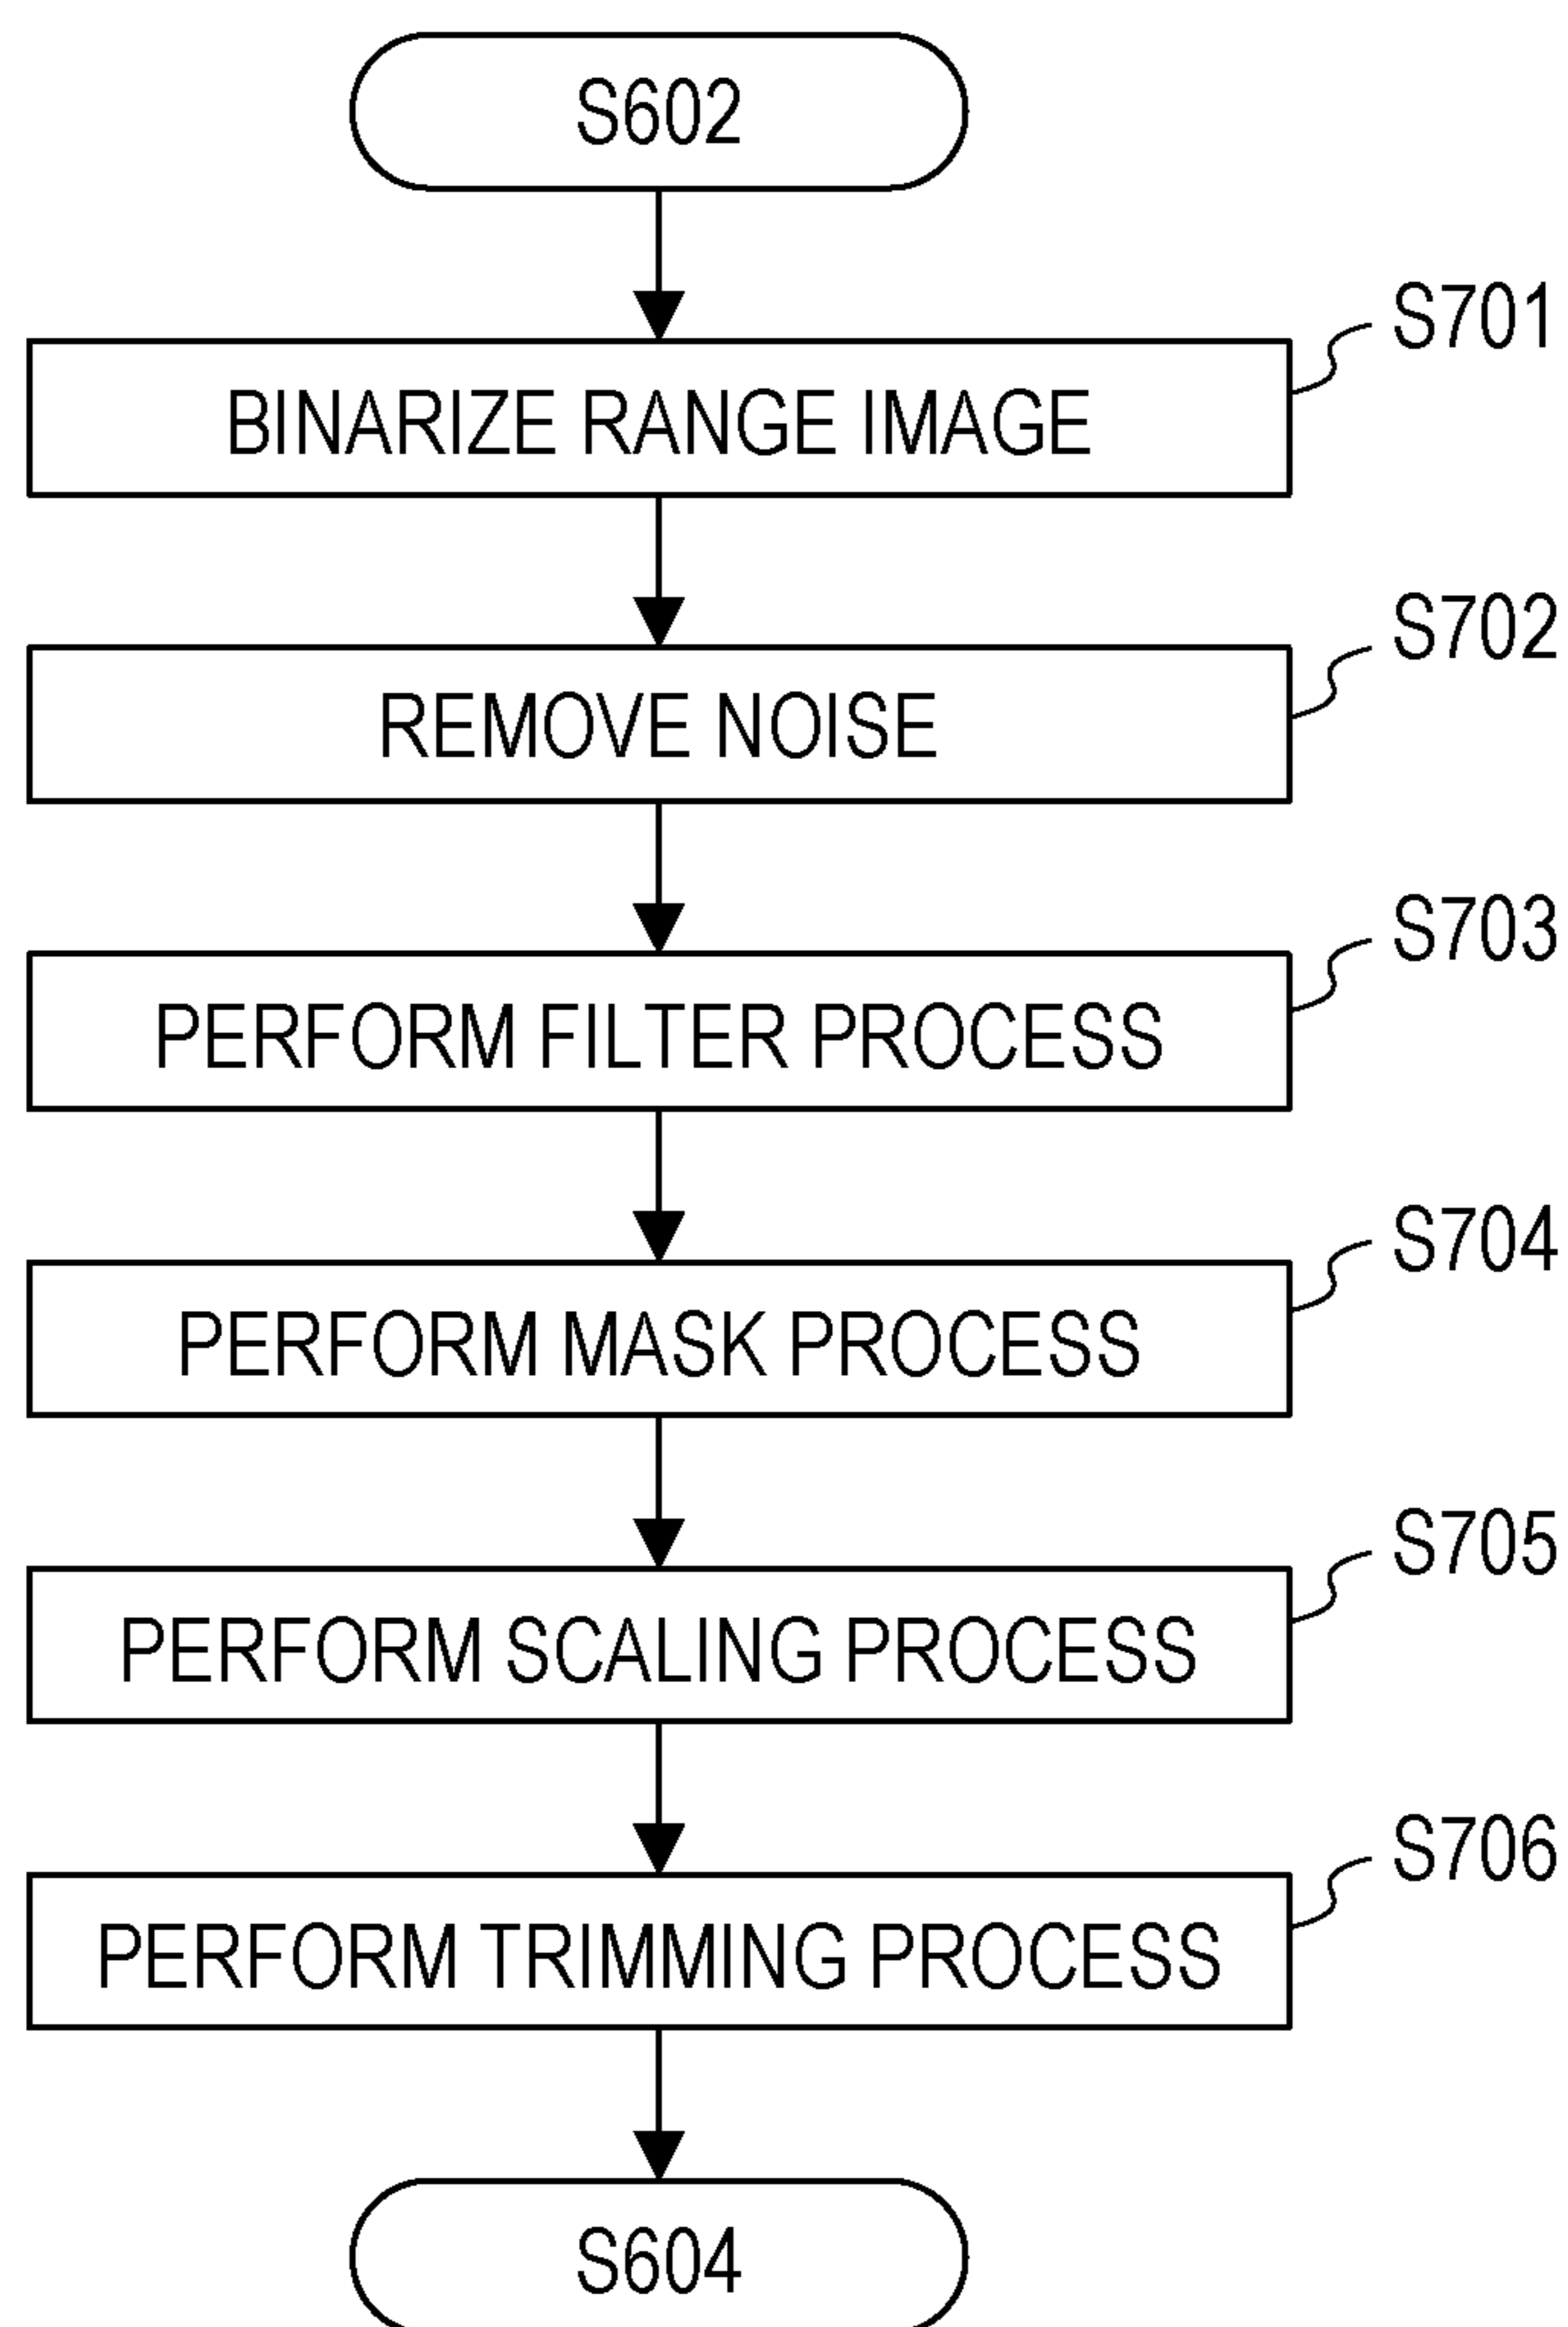 S602
S701
BINARIZE RANGE IMAGE
S702
REMOVE NOISE
S703
PERFORM FILTER PROCESS
S704
PERFORM MASK PROCESS
S705
PERFORM SCALING PROCESS
S706
PERFORM TRIMMING PROCESS
S604